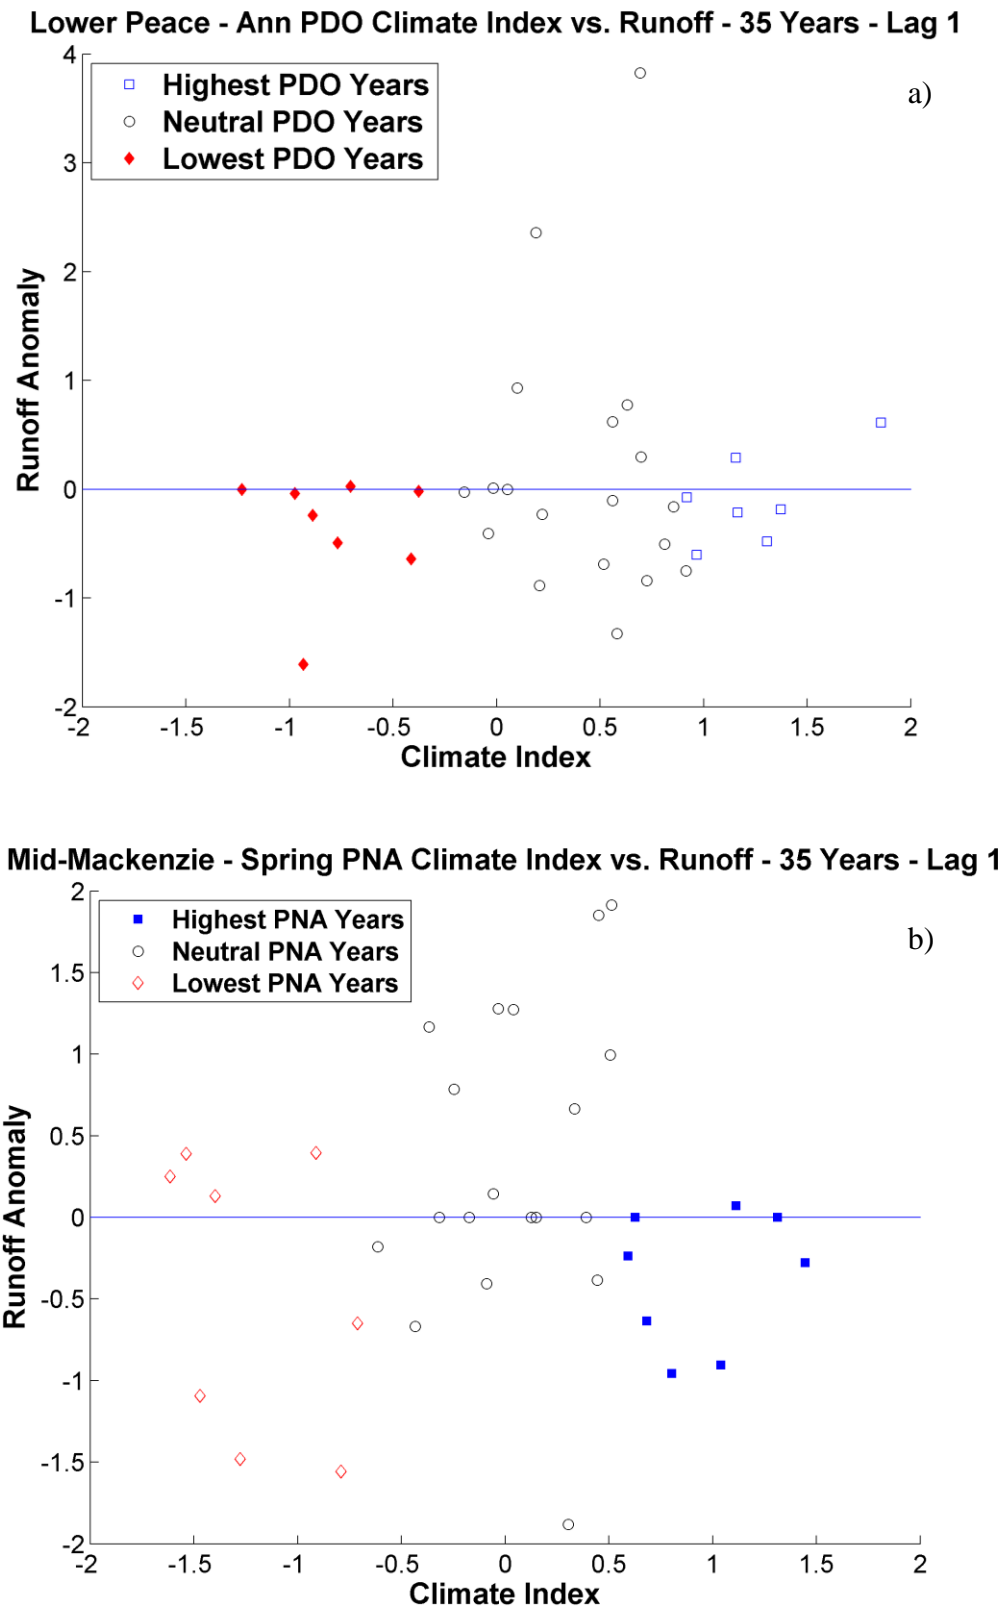 Lower Peace - Ann PDO Climate Index vs. Runoff - 35 Years - Lag 1
a)
Highest PDO Years
Neutral PDO Years
Lowest PDO Years
4
3
2
1
0
-1
-2
Runoff Anomaly
-2
-1.5
-1
-0.5
0
0.5
1
1.5
2
Climate Index
Mid-Mackenzie - Spring PNA Climate Index vs. Runoff - 35 Years - Lag 1
b)
Highest PNA Years
Neutral PNA Years
Lowest PNA Years
2
1.5
1
0.5
0
-0.5
-1
-1.5
-2
Runoff Anomaly
-2
-1.5
-1
-0.5
0
0.5
1
1.5
2
Climate Index